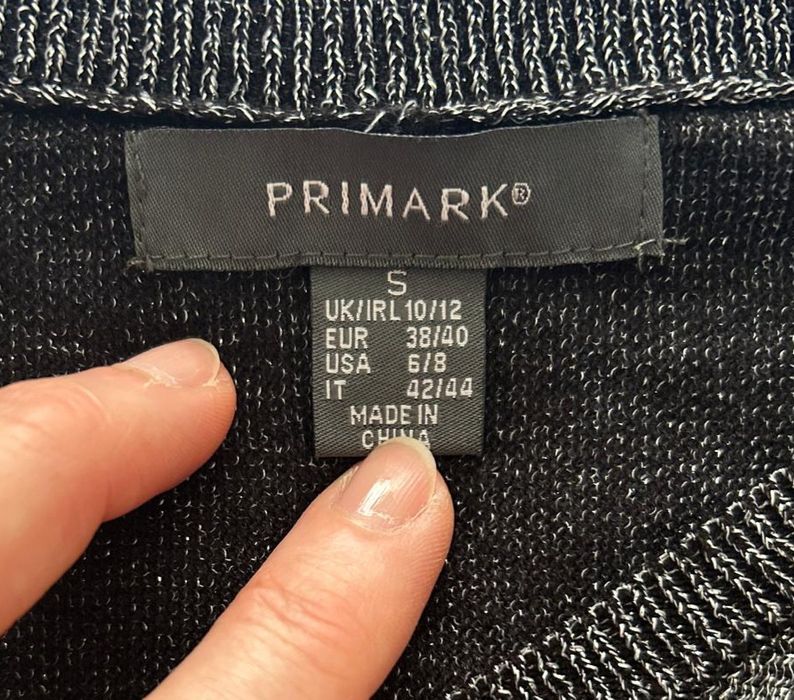 PRIMARK®
S
UK/IRL 10/12
EUR 38/40
USA 6/8
IT 42/44
MADE IN
CHINA